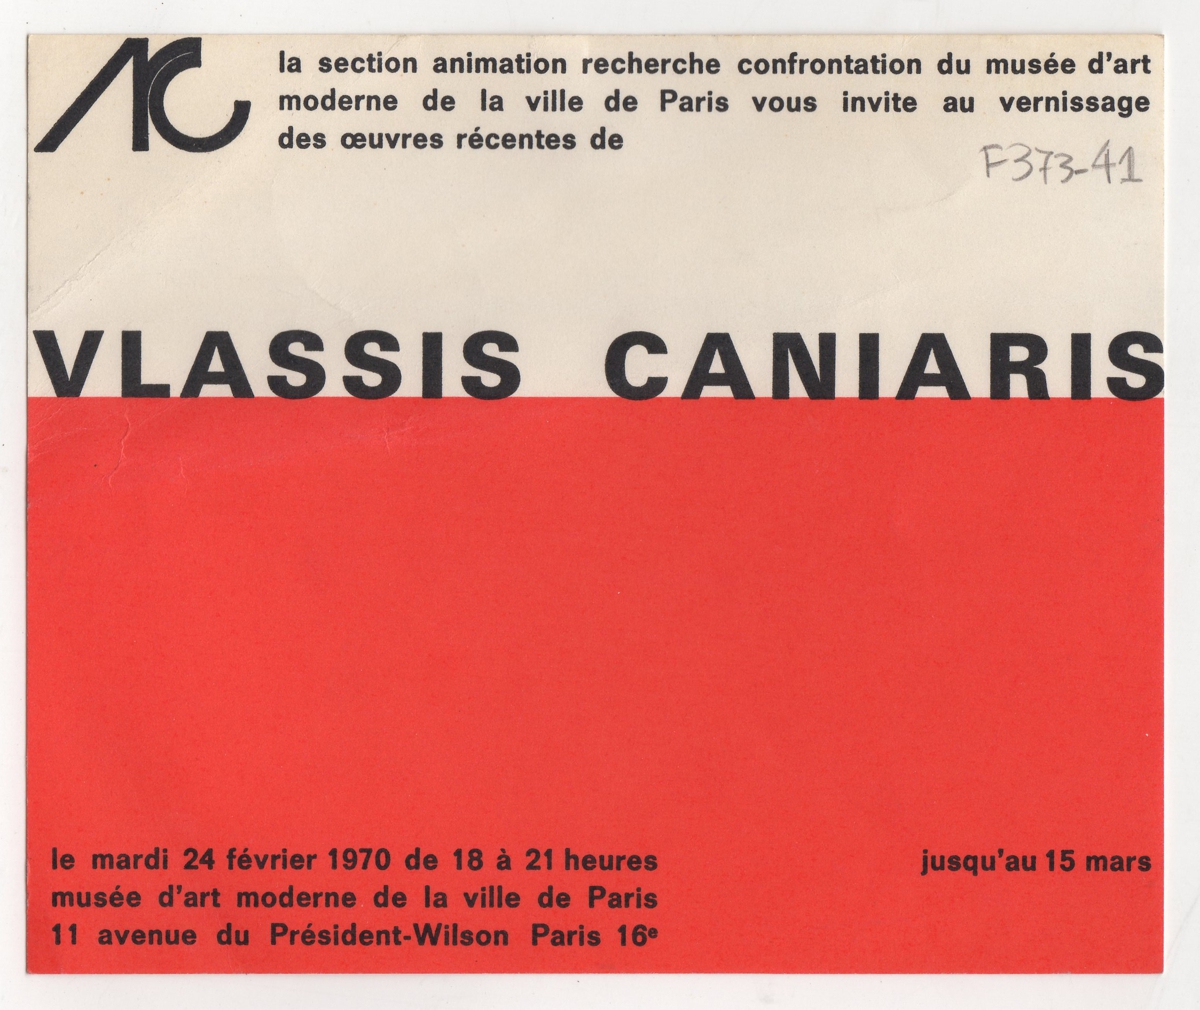 ARC
la section animation recherche confrontation du musée d'art
moderne de la ville de Paris vous invite au vernissage
des œuvres récentes de
F373-41
VLASSIS CANIARIS
le mardi 24 février 1970 de 18 à 21 heures
musée d'art moderne de la ville de Paris
11 avenue du Président-Wilson Paris 16e
jusqu'au 15 mars